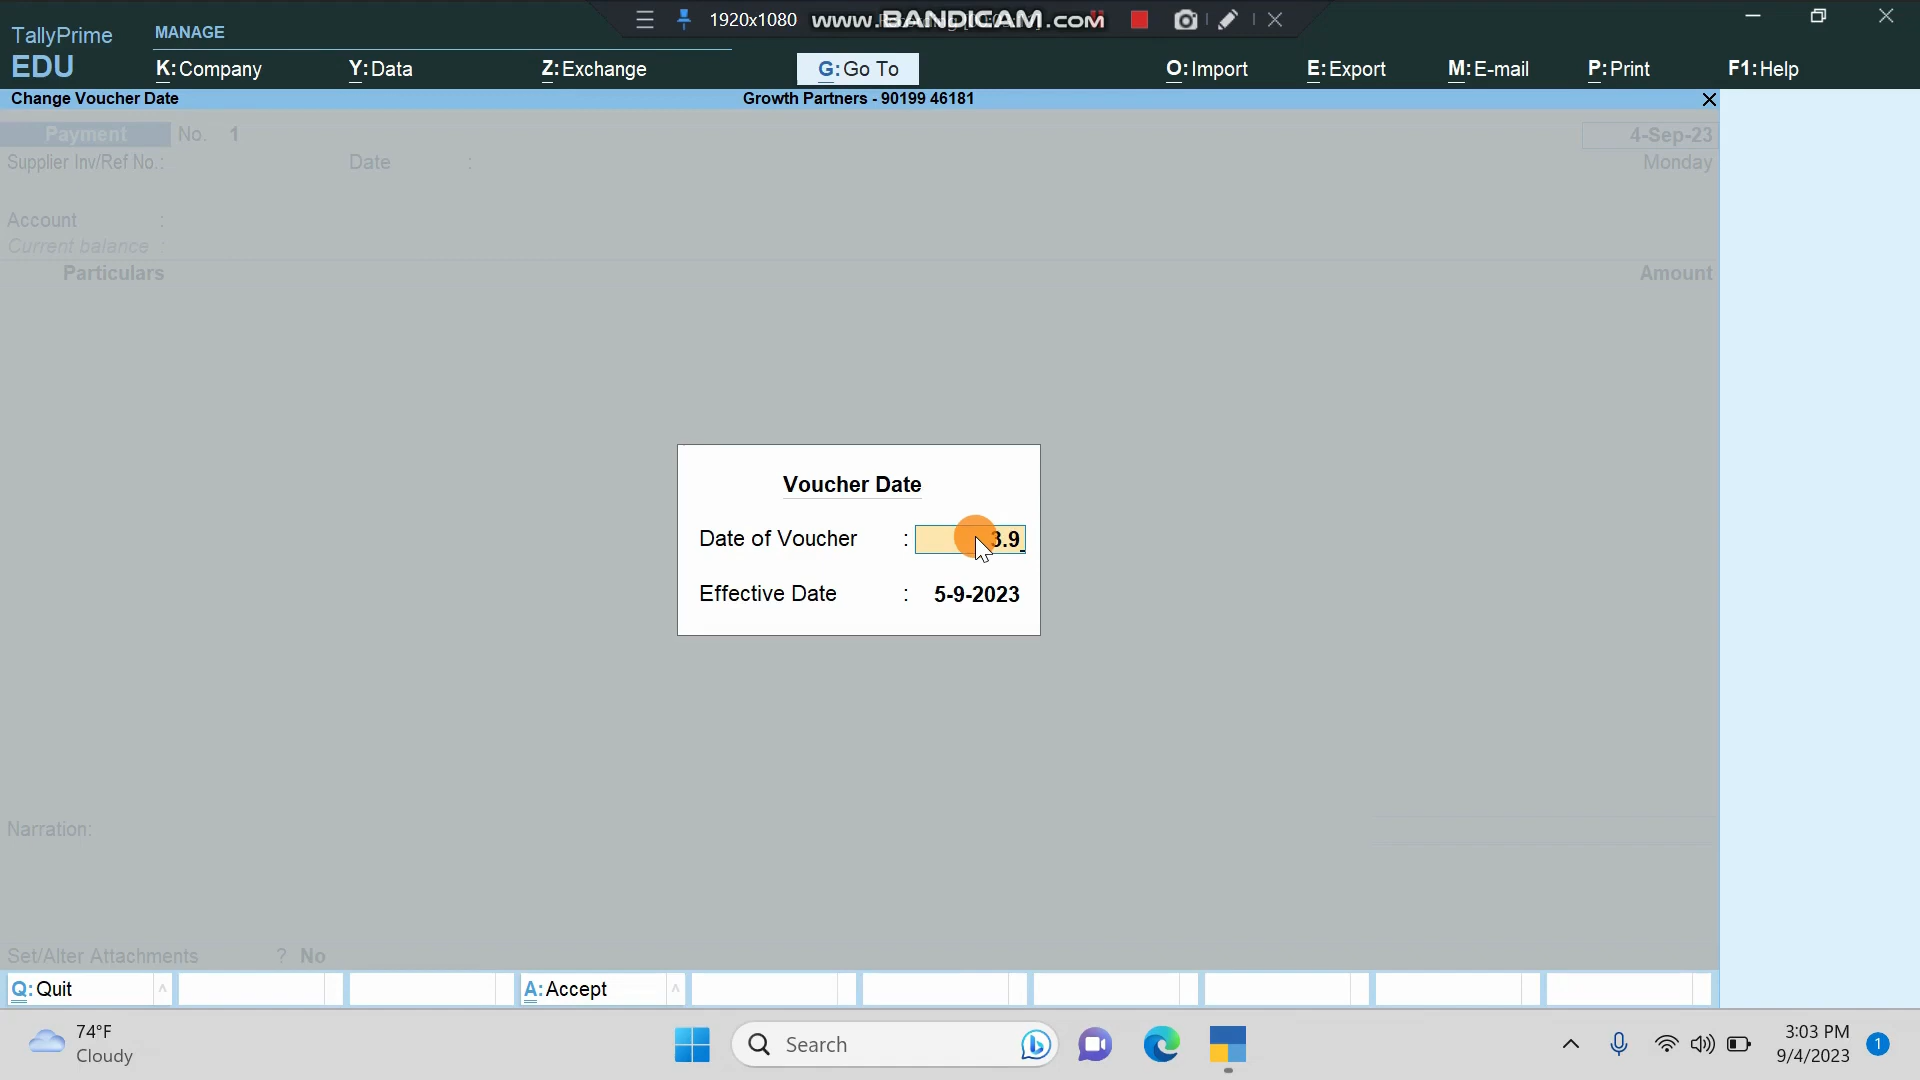 1920x1080 www.BANDICAM.com
TallyPrime
EDU
MANAGE
K:Company Y:Data Z:Exchange G:Go To O:Import E:Export M:E-mail P:Print F1:Help
Change Voucher Date Growth Partners - 90199 46181
Payment No. 1 4-Sep-23
Supplier Inv/Ref No.: Date : Monday
Account :
Current balance :
Particulars Amount
Voucher Date
Date of Voucher : 3.9
Effective Date : 5-9-2023
Narration:
Set/Alter Attachments ? No
Q:Quit A:Accept
74°F
Cloudy
Search
3:03 PM
9/4/2023
1